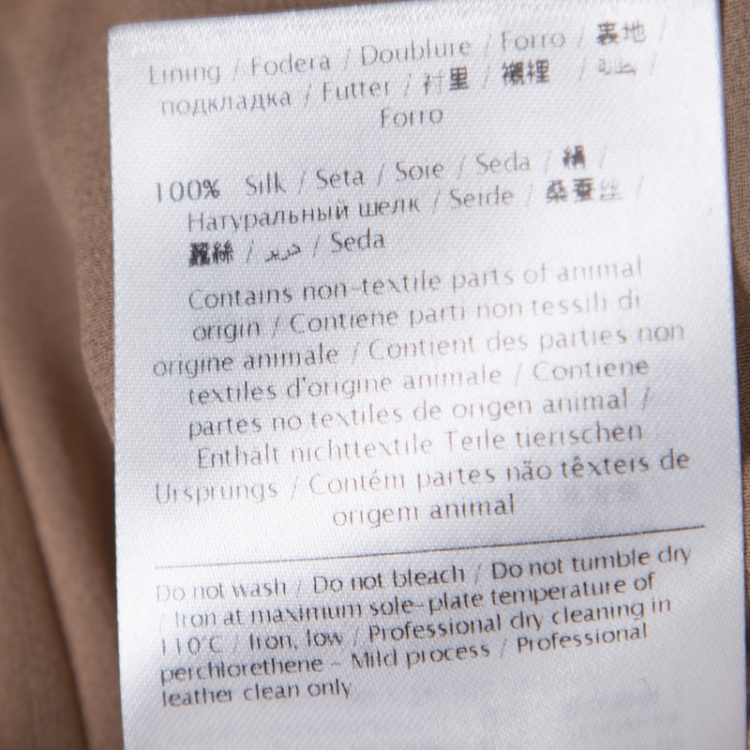 Lining / Fodera / Doublure / Forro / 裏地 /
подкладка / Futter / 衬里 / 襯裡 / بطانة /
Forro
100% Silk / Seta / Soie / Seda / 絹 /
Натуральный шелк / Seide / 桑蚕丝 /
蠶絲 / حرير / Seda
Contains non-textile parts of animal
origin / Contiene parti non tessili di
origine animale / Contient des parties non
textiles d'origine animale / Contiene
partes no textiles de origen animal /
Enthält nichttextile Teile tierischen
Ursprungs / Contém partes não têxteis de
origem animal
Do not wash / Do not bleach / Do not tumble dry
/ Iron at maximum sole-plate temperature of
110°C / Iron, low / Professional dry cleaning in
perchlorethene - Mild process / Professional
leather clean only